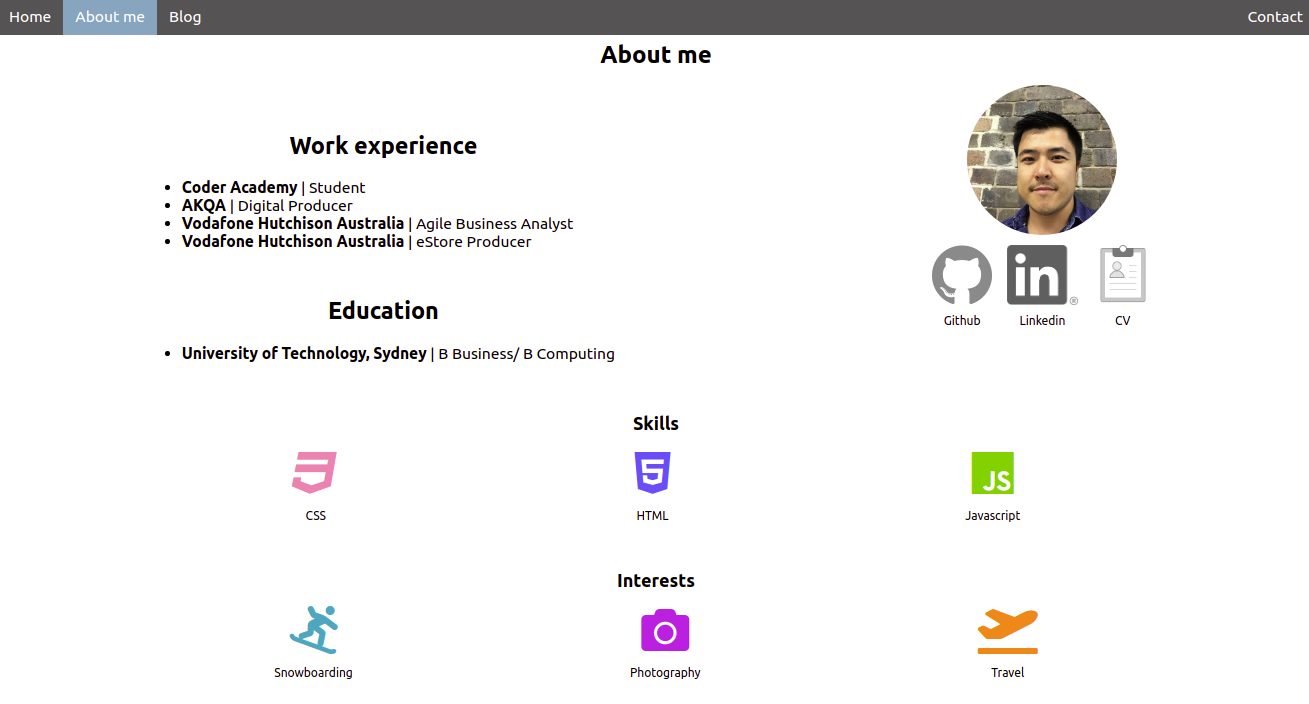 Home About me Blog Contact
About me
Work experience
Coder Academy | Student
AKQA | Digital Producer
Vodafone Hutchison Australia | Agile Business Analyst
Vodafone Hutchison Australia | eStore Producer
in ®
Github Linkedin CV
Education
University of Technology, Sydney | B Business/ B Computing
Skills
JS
CSS HTML Javascript
Interests
Snowboarding Photography Travel